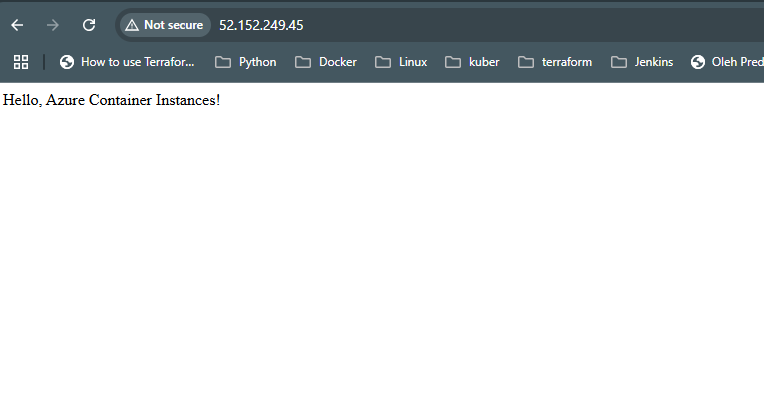 Not secure 52.152.249.45
How to use Terrafor... Python Docker Linux kuber terraform Jenkins Oleh Pred
Hello, Azure Container Instances!